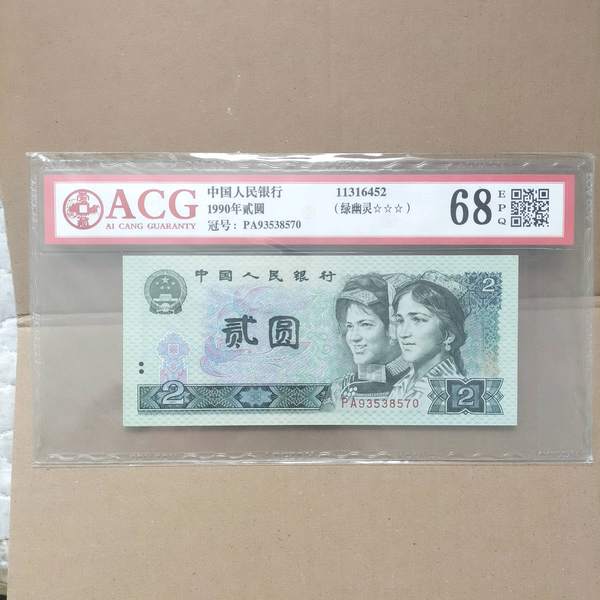 ACG
AI CANG GUARANTY
中国人民银行
1990年贰圆
冠号: PA93538570
11316452
(绿幽灵☆☆☆)
68
EPQ
中国人民银行
2
贰圆
2
PA93538570
2